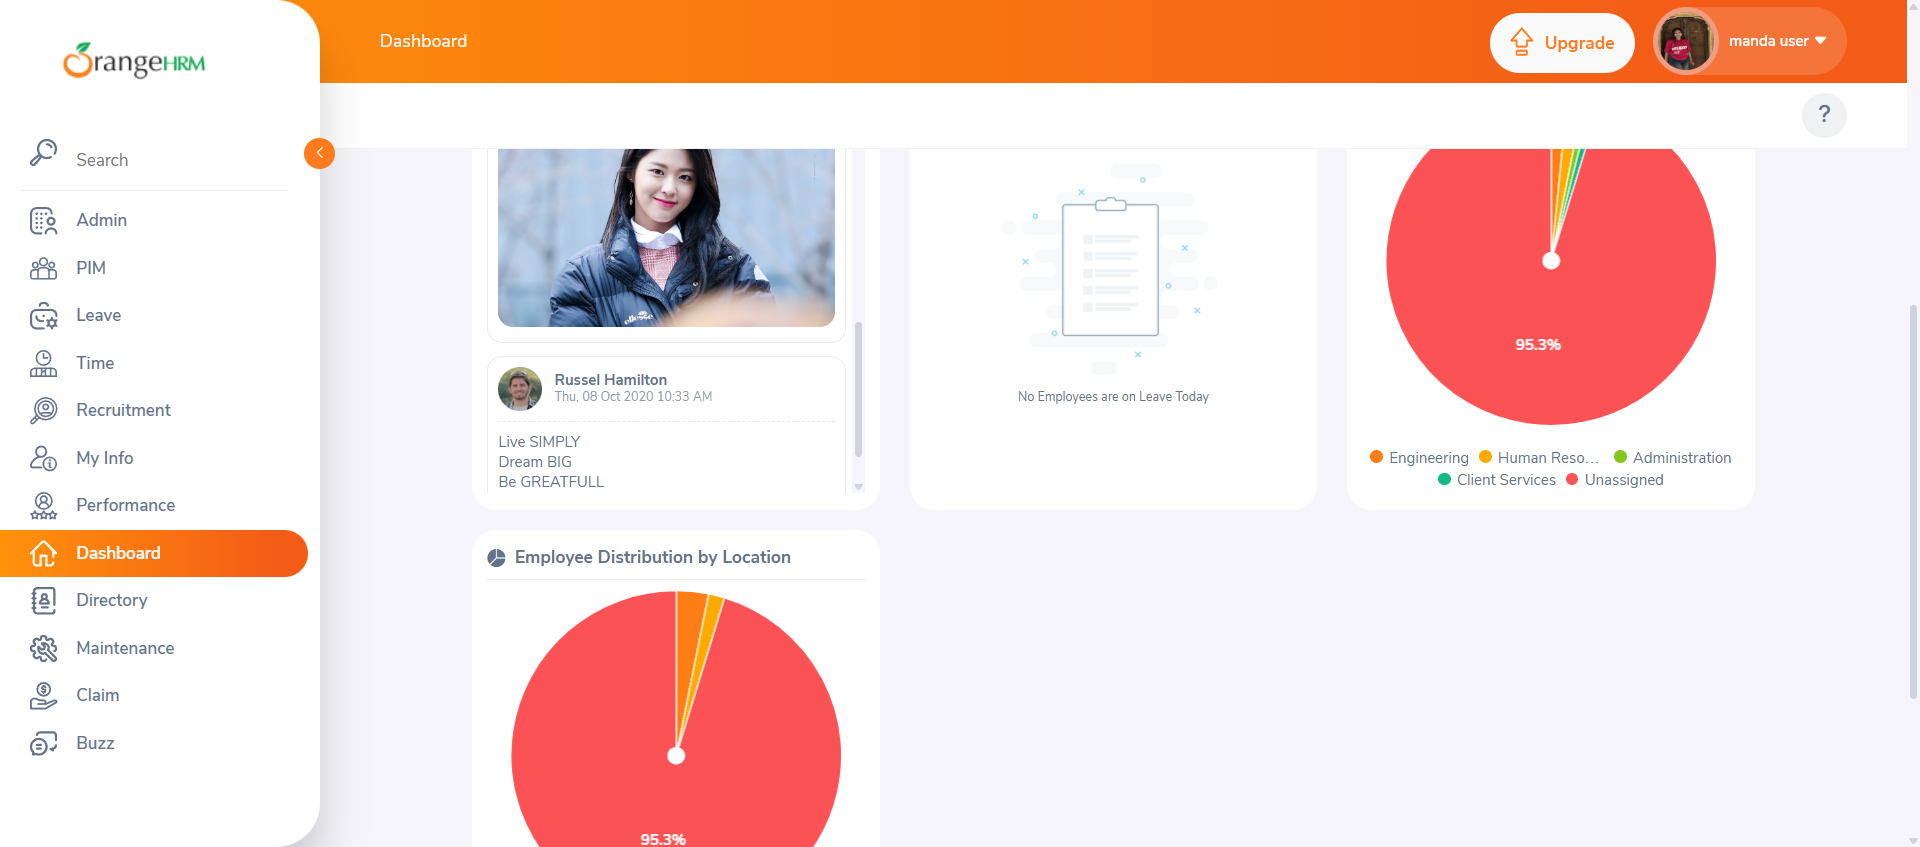 OrangeHRM
Search
Admin
PIM
Leave
Time
Recruitment
My Info
Performance
Dashboard
Directory
Maintenance
Claim
Buzz
Dashboard
Upgrade
manda user
?
ellesse
Russel Hamilton
Thu, 08 Oct 2020 10:33 AM
Live SIMPLY
Dream BIG
Be GREATFULL
No Employees are on Leave Today
95.3%
Engineering Human Reso... Administration
Client Services Unassigned
Employee Distribution by Location
95.3%